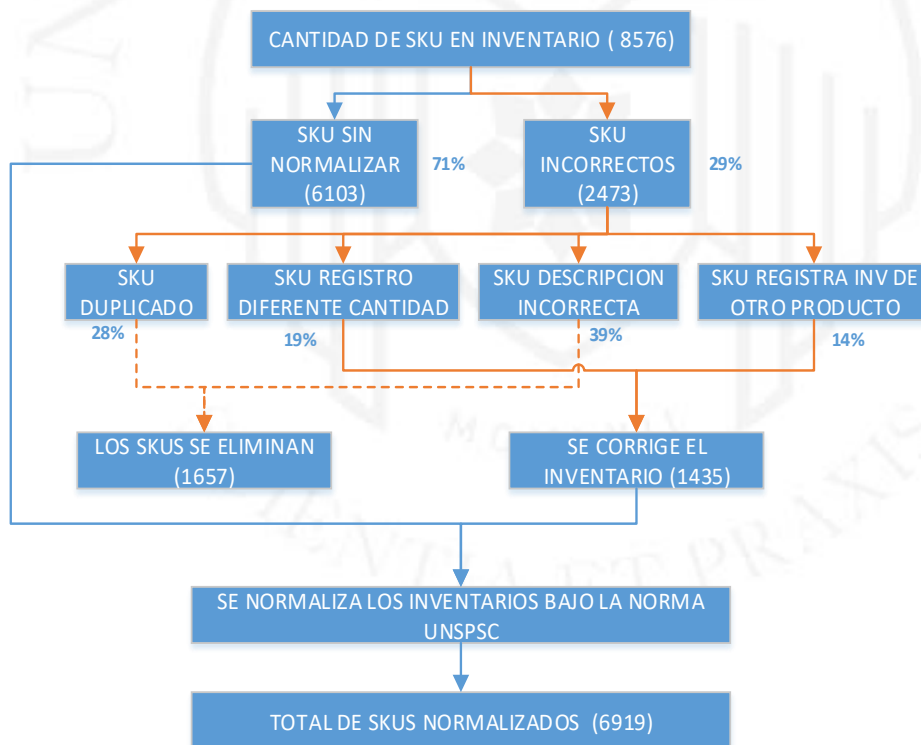 CANTIDAD DE SKU EN INVENTARIO ( 8576)
SKU SIN
NORMALIZAR
(6103)
71%
SKU
INCORRECTOS
(2473)
29%
SKU
DUPLICADO
28%
SKU REGISTRO
DIFERENTE CANTIDAD
19%
SKU DESCRIPCION
INCORRECTA
39%
SKU REGISTRA INV DE
OTRO PRODUCTO
14%
LOS SKUS SE ELIMINAN
(1657)
SE CORRIGE EL
INVENTARIO (1435)
SE NORMALIZA LOS INVENTARIOS BAJO LA NORMA
UNSPSC
TOTAL DE SKUS NORMALIZADOS (6919)
UN
ET PRAXIS